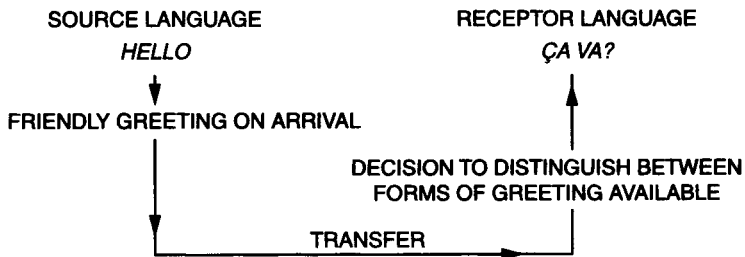 SOURCE LANGUAGE
HELLO
FRIENDLY GREETING ON ARRIVAL
TRANSFER
RECEPTOR LANGUAGE
ÇA VA?
DECISION TO DISTINGUISH BETWEEN
FORMS OF GREETING AVAILABLE